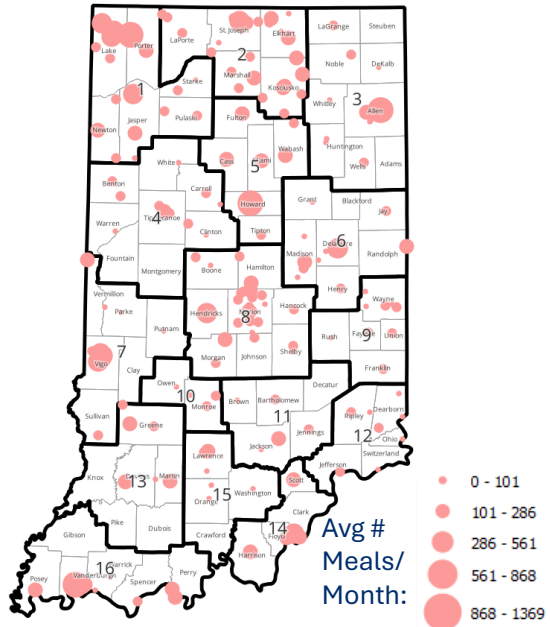 LaGrange Steuben
St. Joseph Elkhart
LaPorte
Lake Porter
2
Noble DeKalb
Marshall
Starke Kosciusko
1 3
Whitley Allen
Jasper Pulaski Fulton
Newton
Huntington
Wabash
White Cass 5 Wells Adams
Benton
Carroll
Grant Blackford
Howard
Jay
4
Warren Clinton Tipton
6
Madison Randolph
Fountain Boone Hamilton
Montgomery
Henry
Vermillion
Wayne
Parke
Hendricks 8 Hancock
Putnam
Rush 9 Union
7
Vigo
Morgan Johnson Shelby
Clay
Franklin
Owen
10
Monroe
Brown Bartholomew
Decatur
11
Sullivan
Greene
Ripley Dearborn
12
Ohio
Jennings
Jackson
Switzerland
Lawrence
Jefferson
Knox 13 Martin
Scott
15
Orange Washington
Clark
Pike Dubois
14
Floyd
Crawford
Gibson
Harrison
16
Vanderburgh
Posey Spencer Perry
Avg #
Meals/
Month:
0 - 101
101 - 286
286 - 561
561 - 868
868 - 1369